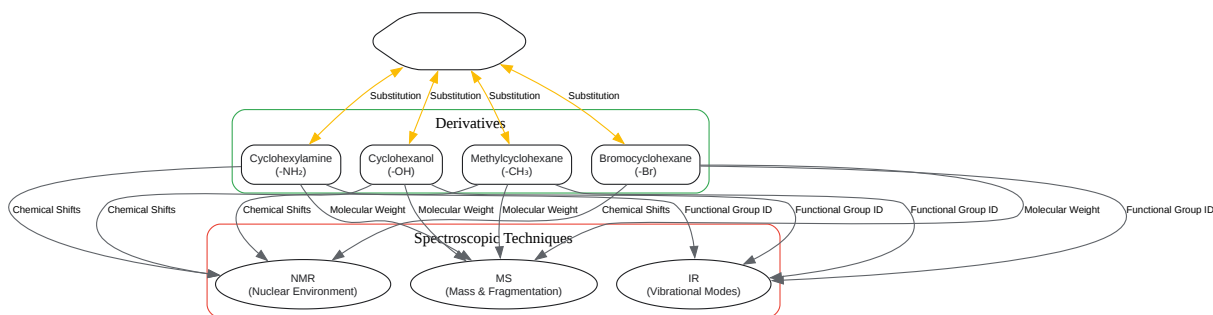 Substitution
Substitution
Substitution
Substitution
Derivatives
Cyclohexylamine
(-NH₂)
Cyclohexanol
(-OH)
Methylcyclohexane
(-CH₃)
Bromocyclohexane
(-Br)
Chemical Shifts
Chemical Shifts
Chemical Shifts
Molecular Weight
Molecular Weight
Molecular Weight
Chemical Shifts
Functional Group ID
Functional Group ID
Functional Group ID
Molecular Weight
Functional Group ID
Spectroscopic Techniques
NMR
(Nuclear Environment)
MS
(Mass & Fragmentation)
IR
(Vibrational Modes)